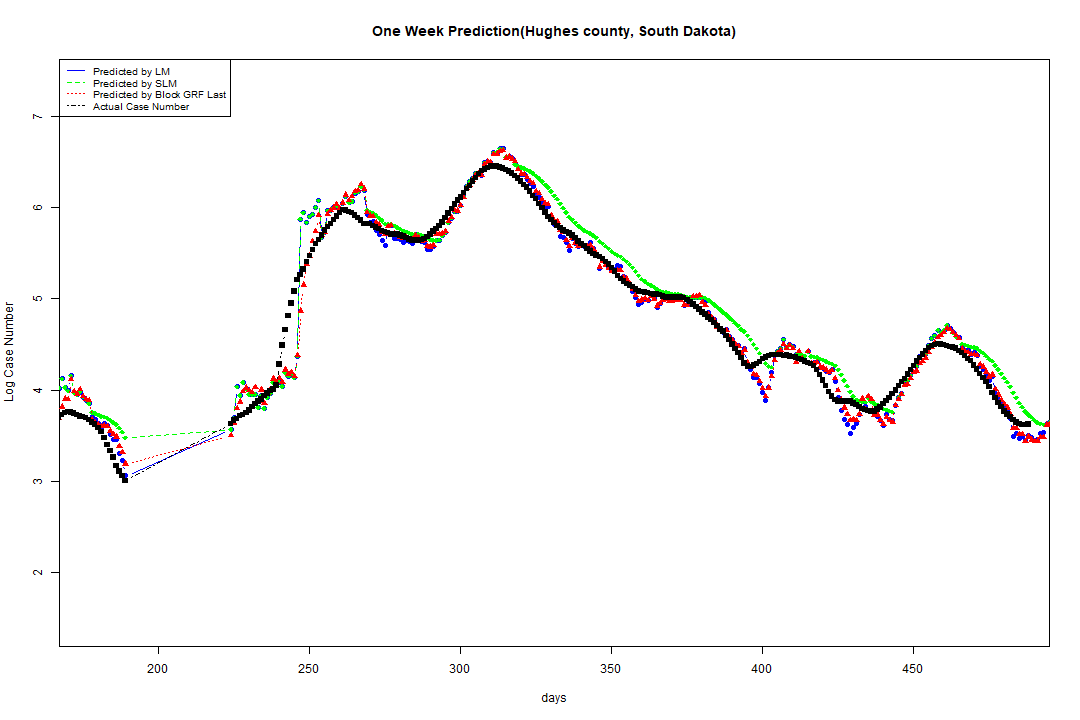 One Week Prediction(Hughes county, South Dakota)
Predicted by LM
Predicted by SLM
Predicted by Block GRF Last
Actual Case Number
7
6
5
4
3
2
Log Case Number
200 250 300 350 400 450
days